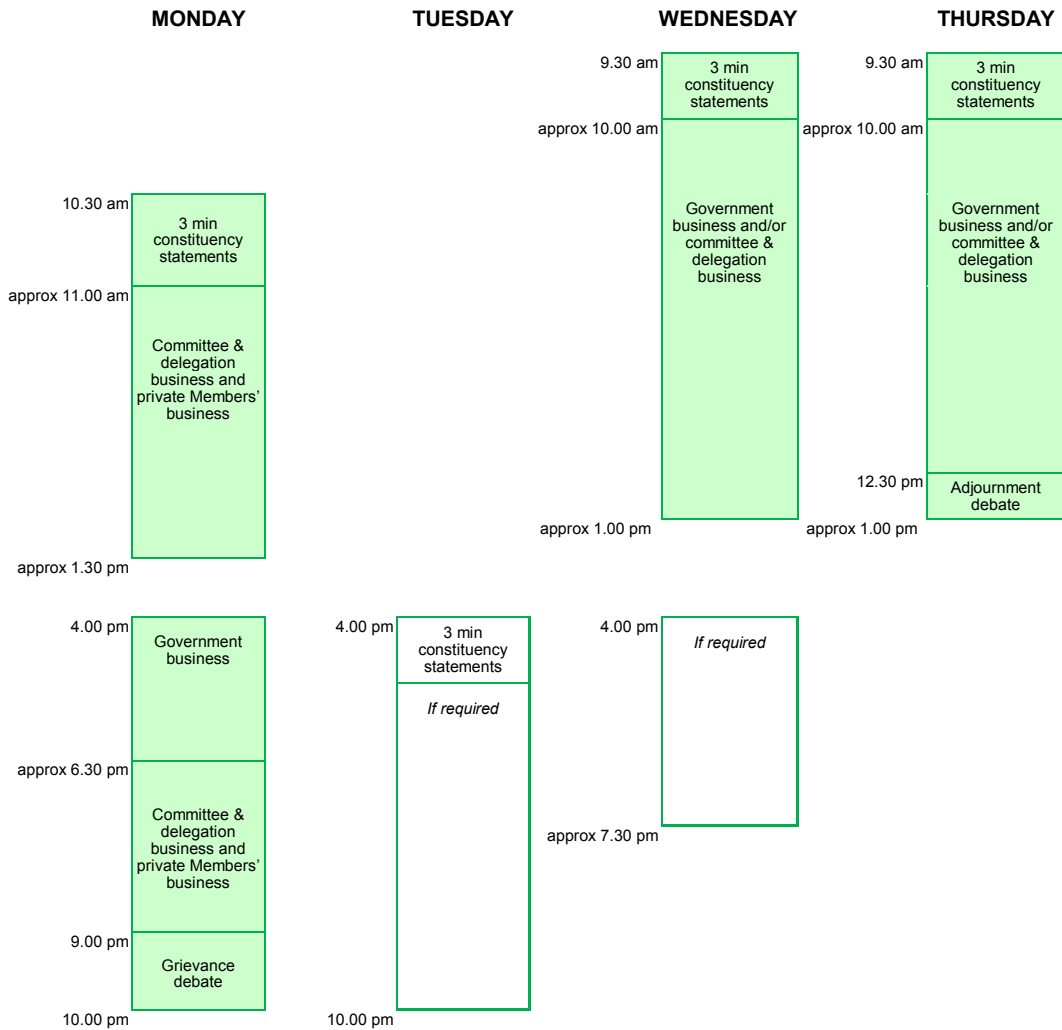 MONDAY
10.30 am
3 min
constituency
statements
approx 11.00 am
Committee &
delegation
business and
private Members’
business
approx 1.30 pm
4.00 pm
Government
business
approx 6.30 pm
Committee &
delegation
business and
private Members’
business
9.00 pm
Grievance
debate
10.00 pm
TUESDAY
4.00 pm
3 min
constituency
statements
If required
10.00 pm
WEDNESDAY
9.30 am
3 min
constituency
statements
approx 10.00 am
Government
business and/or
committee &
delegation
business
approx 1.00 pm
4.00 pm
If required
approx 7.30 pm
THURSDAY
9.30 am
3 min
constituency
statements
approx 10.00 am
Government
business and/or
committee &
delegation
business
12.30 pm
Adjournment
debate
approx 1.00 pm